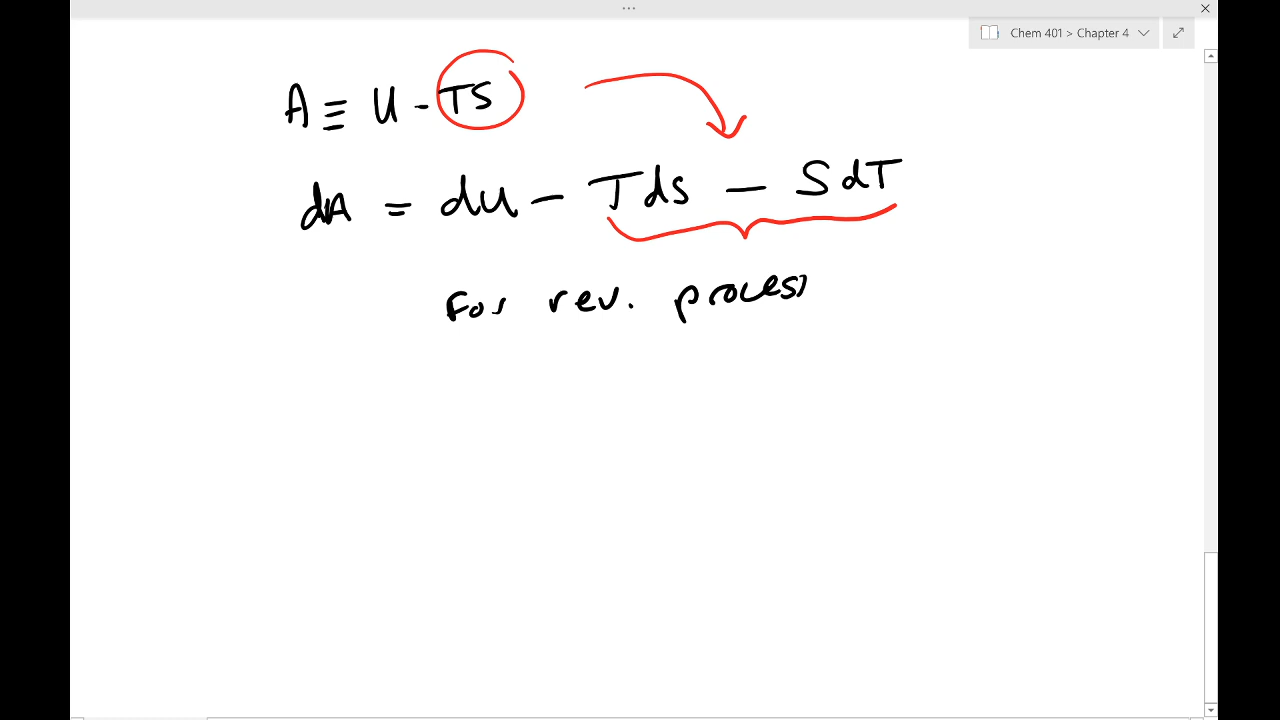 Chem 401 > Chapter 4
A ≡ U - TS
dA = dU - TdS - SdT
For rev. process